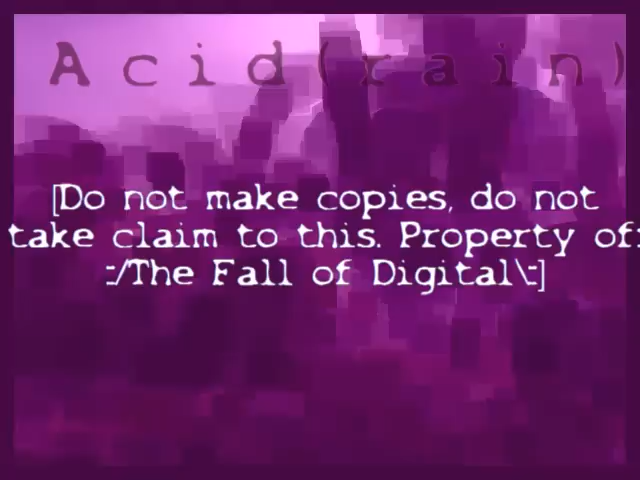 Acid(rain)
[Do not make copies, do not
take claim to this. Property of:
:/The Fall of Digital\:]